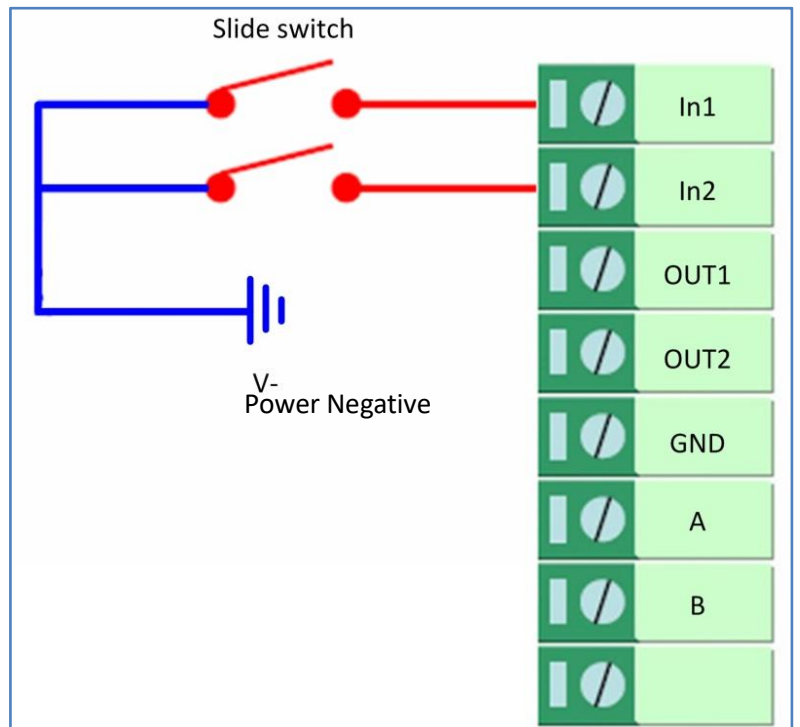 Slide switch
In1
In2
OUT1
OUT2
V-
Power Negative
GND
A
B